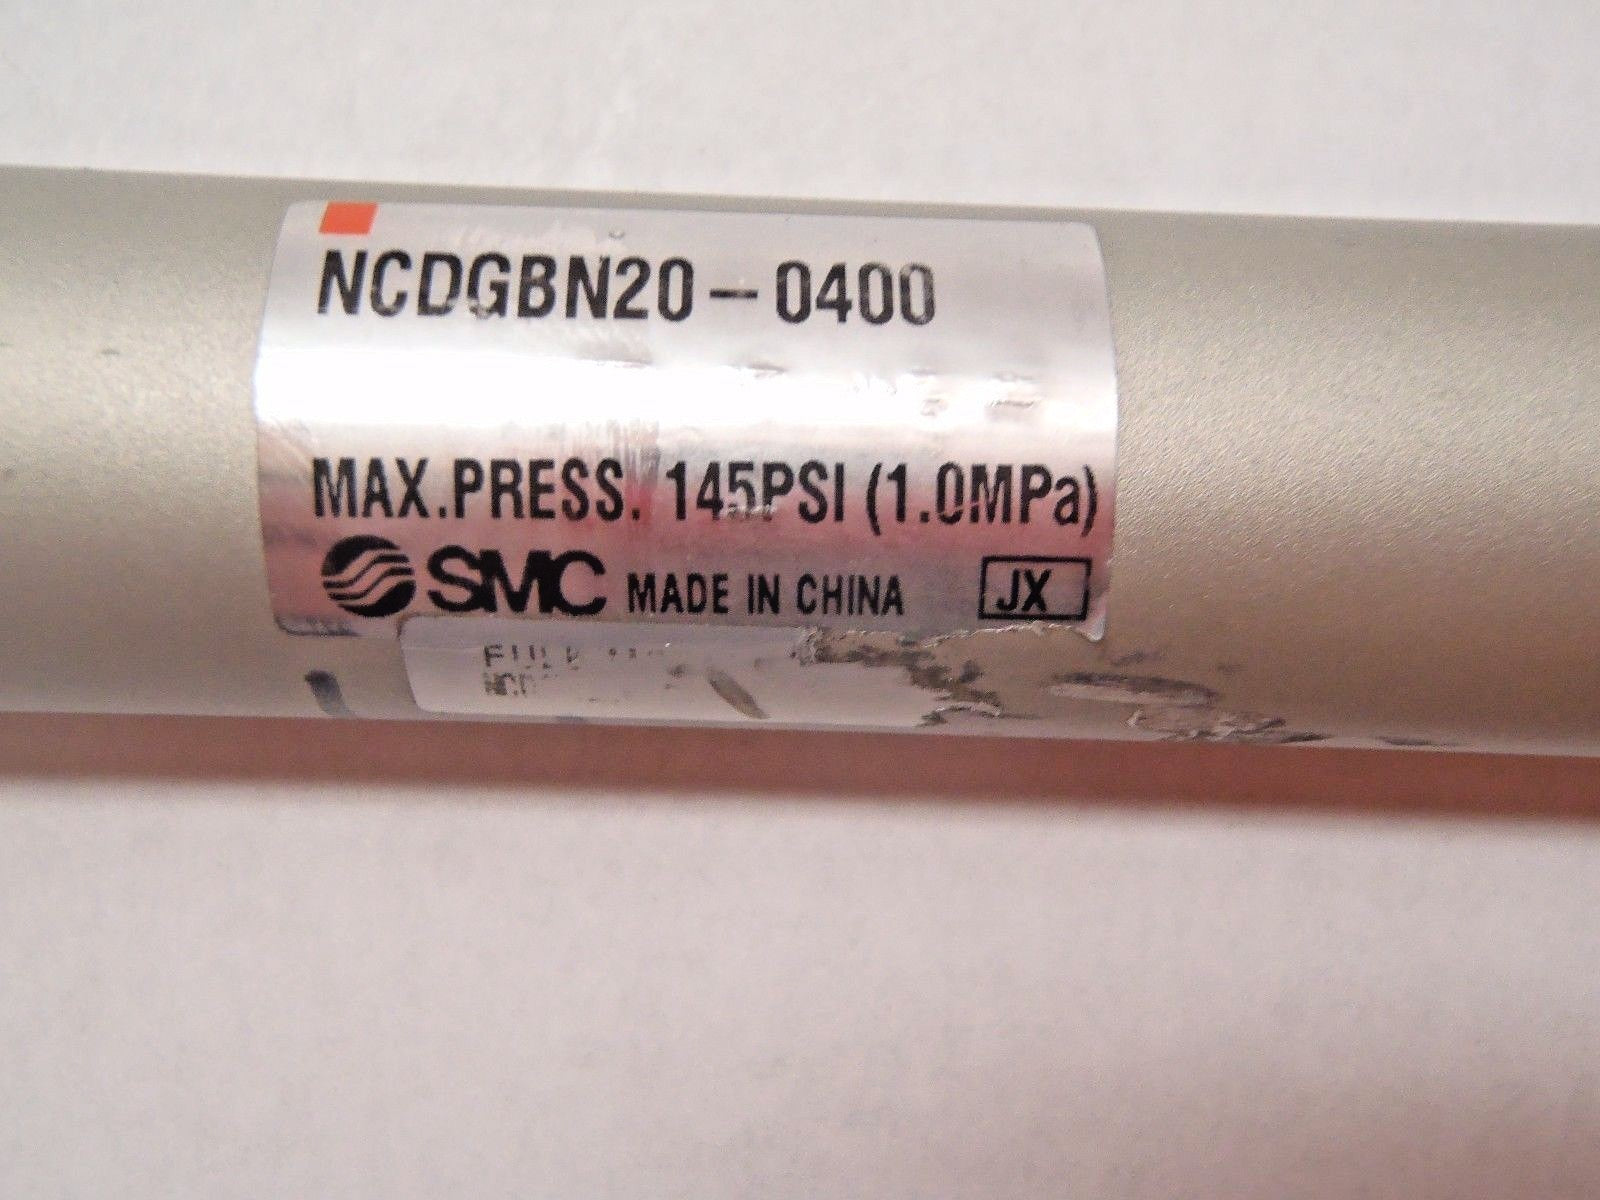 NCDGBN20-0400
MAX.PRESS. 145PSI (1.0MPa)
SMC MADE IN CHINA JX